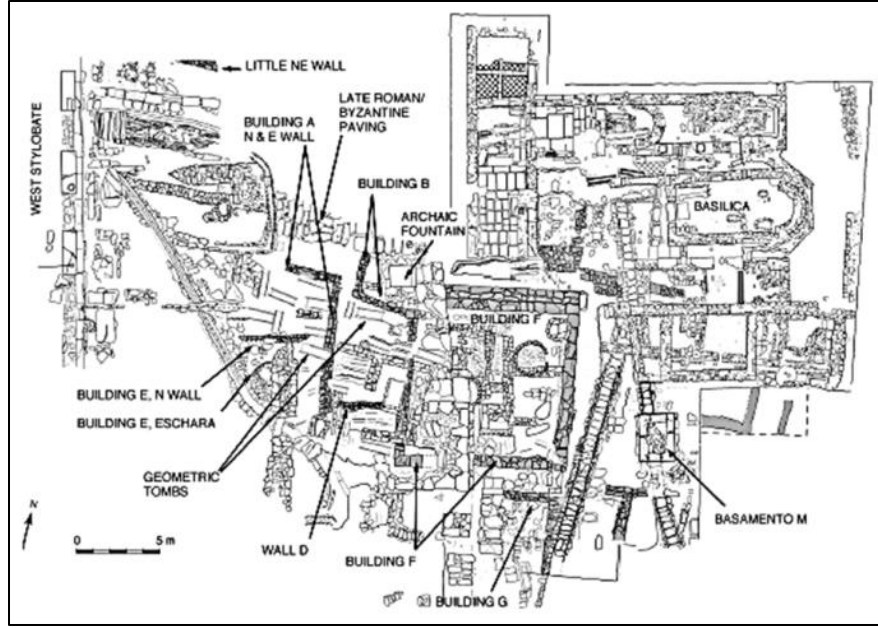 LITTLE NE WALL
WEST STYLOBATE
LATE ROMAN/
BYZANTINE
PAVING
BUILDING A
N & E WALL
BUILDING B
ARCHAIC
FOUNTAIN
BASILICA
BUILDING F
BUILDING E, N WALL
BUILDING E, ESCHARA
GEOMETRIC
TOMBS
N
0
5 m
WALL D
BUILDING F
BUILDING G
BASAMENTO M